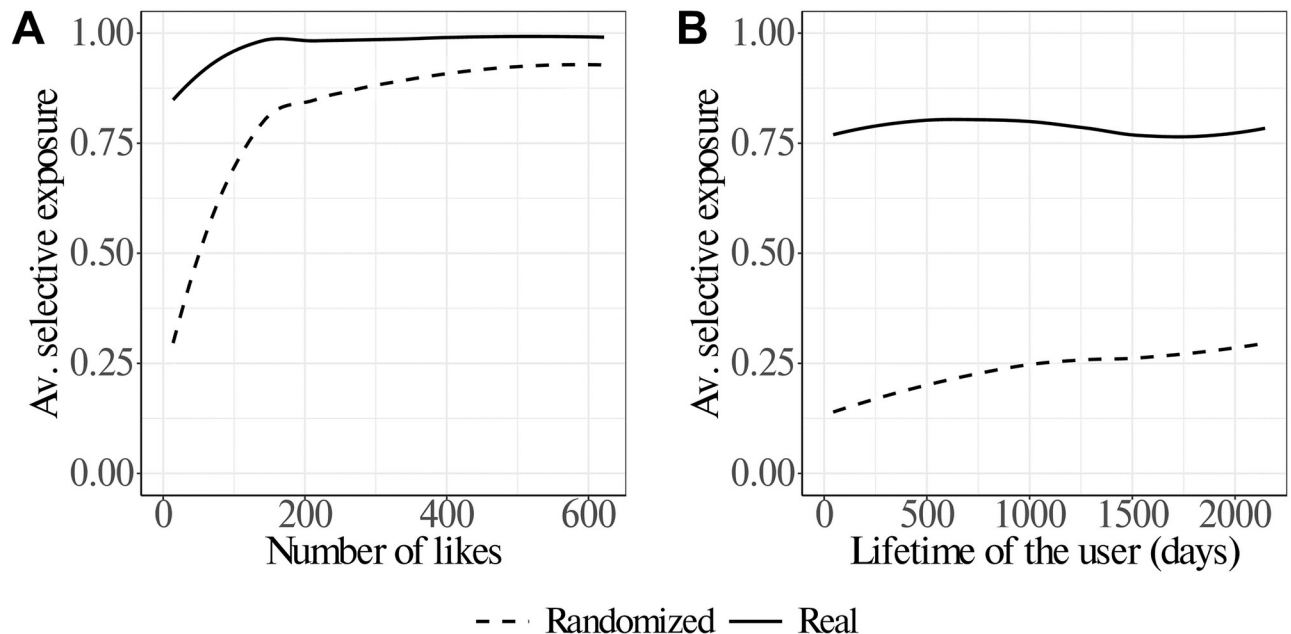 A
Av. selective exposure
1.00
0.75
0.50
0.25
0.00
0 200 400 600
Number of likes
B
Av. selective exposure
1.00
0.75
0.50
0.25
0.00
0 500 1000 1500 2000
Lifetime of the user (days)
Randomized Real